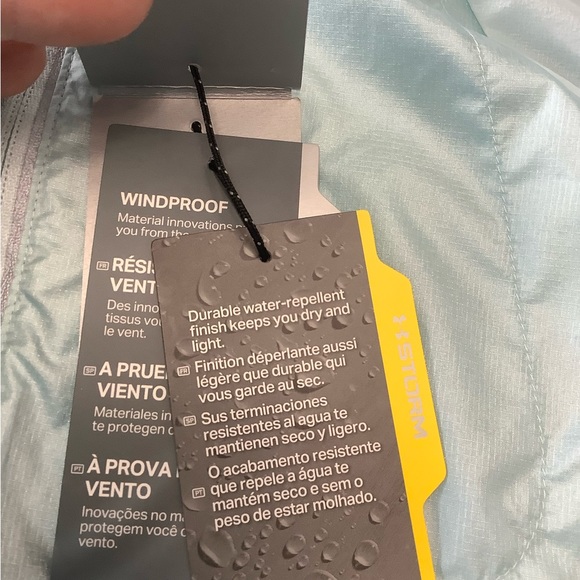 WINDPROOF
Material innovations
you from the
FR
VENT
Des inno
tissus vou
le vent.
SP A PRUE
VIENTO
Materiales in
te protegen
PT À PROVA
VENTO
Inovações no m
protegem você
vento.
Durable water-repellent
finish keeps you dry and
light.
FR Finition déperlante aussi
légère que durable qui
vous garde au sec.
SP Sus terminaciones
resistentes al agua te
mantienen seco y ligero.
PT O acabamento resistente
que repele a água te
mantém seco e sem o
peso de estar molhado.
STORM